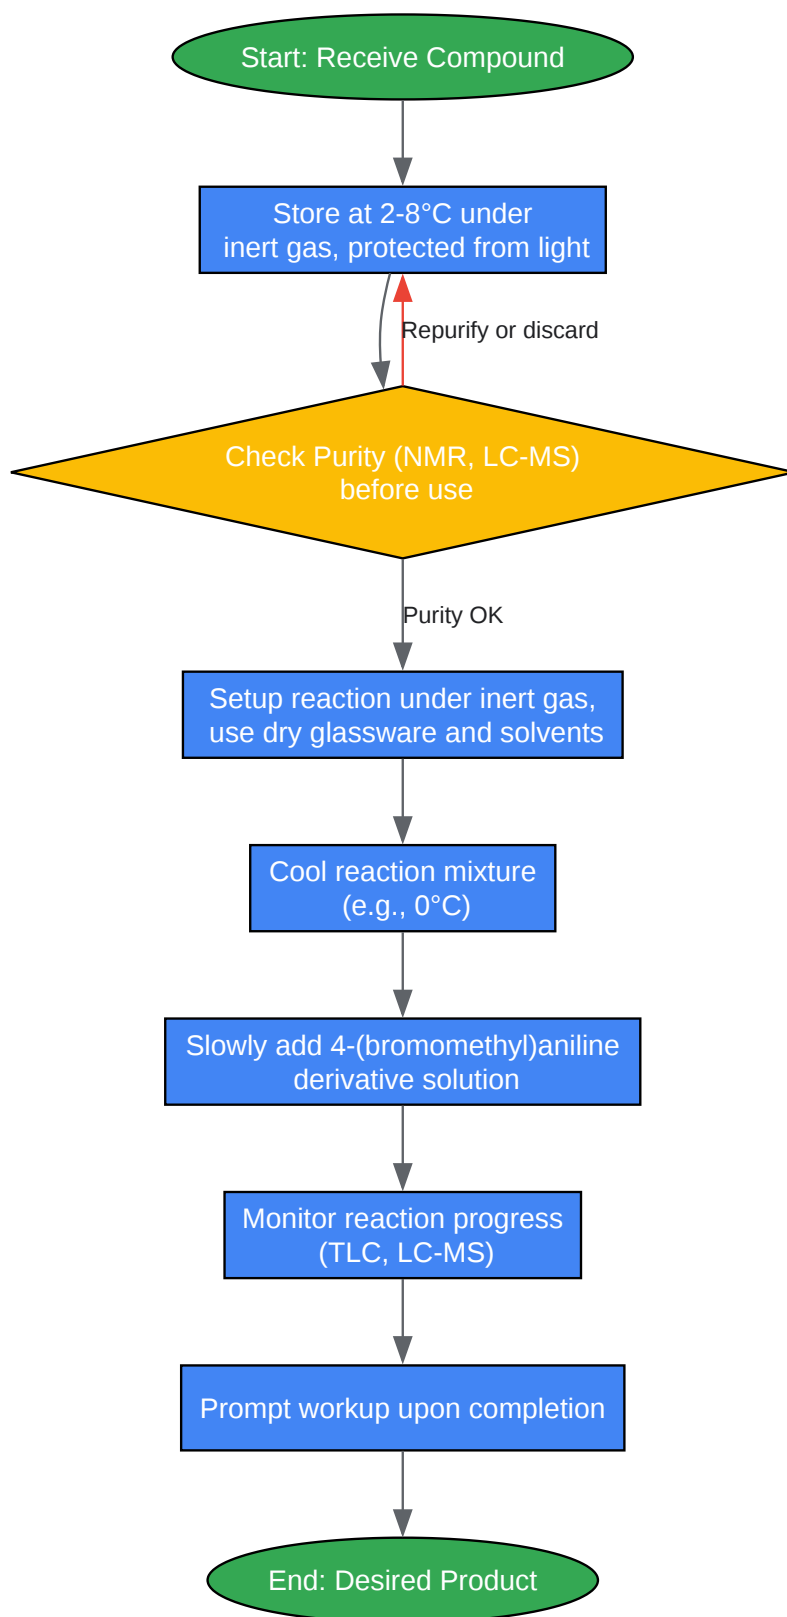 Start: Receive Compound
Store at 2-8°C under
inert gas, protected from light
Repurify or discard
Check Purity (NMR, LC-MS)
before use
Purity OK
Setup reaction under inert gas,
use dry glassware and solvents
Cool reaction mixture
(e.g., 0°C)
Slowly add 4-(bromomethyl)aniline
derivative solution
Monitor reaction progress
(TLC, LC-MS)
Prompt workup upon completion
End: Desired Product